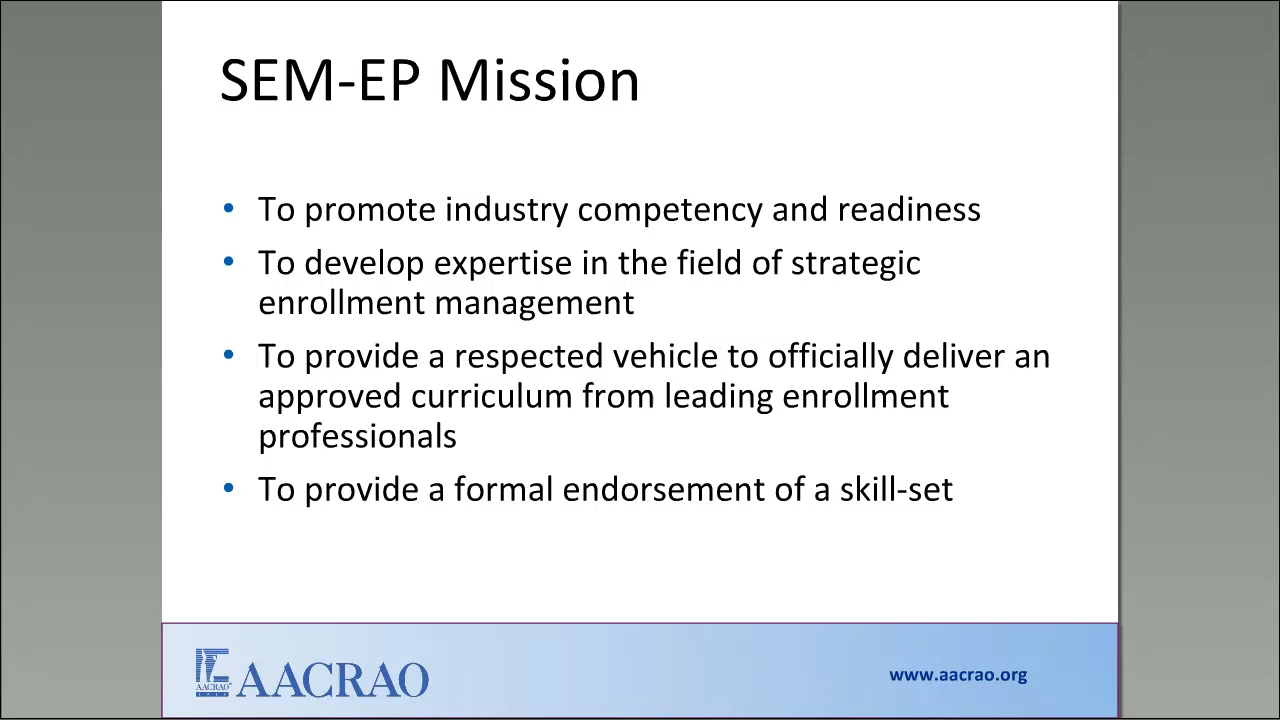 SEM-EP Mission
• To promote industry competency and readiness
• To develop expertise in the field of strategic
enrollment management
• To provide a respected vehicle to officially deliver an
approved curriculum from leading enrollment
professionals
• To provide a formal endorsement of a skill-set
AACRAO
AACRAO
www.aacrao.org